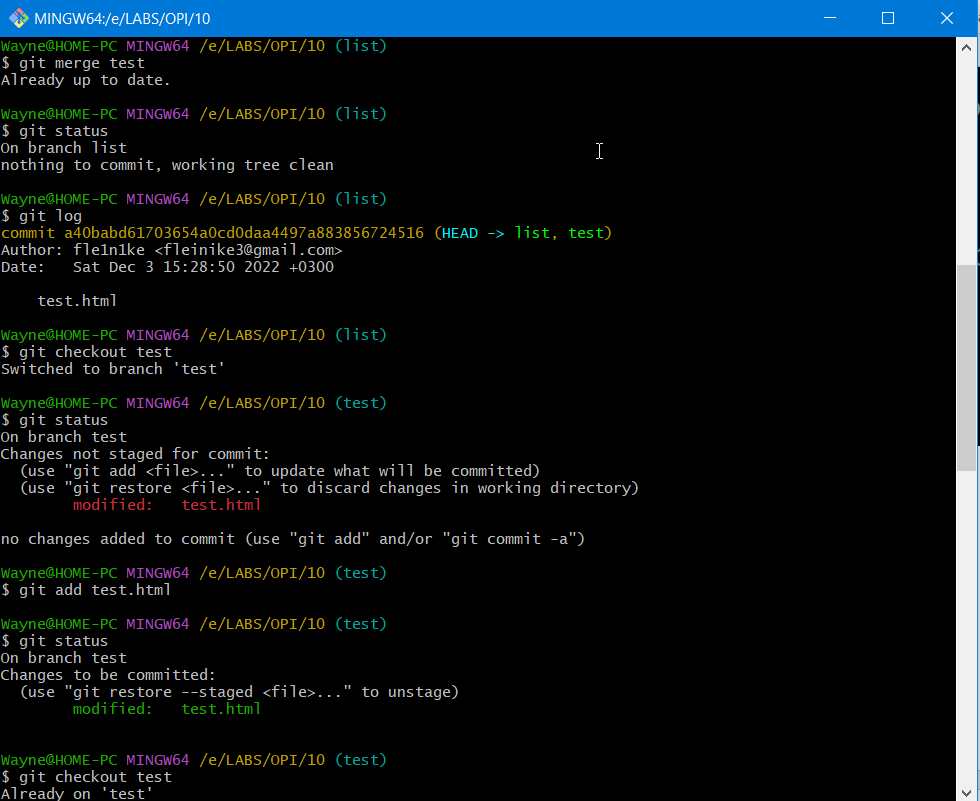 MINGW64:/e/LABS/OPI/10
Wayne@HOME-PC MINGW64 /e/LABS/OPI/10 (list)
$ git merge test
Already up to date.
Wayne@HOME-PC MINGW64 /e/LABS/OPI/10 (list)
$ git status
On branch list
nothing to commit, working tree clean
Wayne@HOME-PC MINGW64 /e/LABS/OPI/10 (list)
$ git log
commit a40babd61703654a0cd0daa4497a883856724516 (HEAD -> list, test)
Author: fle1n1ke <fleinike3@gmail.com>
Date:   Sat Dec 3 15:28:50 2022 +0300
    test.html
Wayne@HOME-PC MINGW64 /e/LABS/OPI/10 (list)
$ git checkout test
Switched to branch 'test'
Wayne@HOME-PC MINGW64 /e/LABS/OPI/10 (test)
$ git status
On branch test
Changes not staged for commit:
  (use "git add <file>..." to update what will be committed)
  (use "git restore <file>..." to discard changes in working directory)
        modified:   test.html
no changes added to commit (use "git add" and/or "git commit -a")
Wayne@HOME-PC MINGW64 /e/LABS/OPI/10 (test)
$ git add test.html
Wayne@HOME-PC MINGW64 /e/LABS/OPI/10 (test)
$ git status
On branch test
Changes to be committed:
  (use "git restore --staged <file>..." to unstage)
        modified:   test.html
Wayne@HOME-PC MINGW64 /e/LABS/OPI/10 (test)
$ git checkout test
Already on 'test'